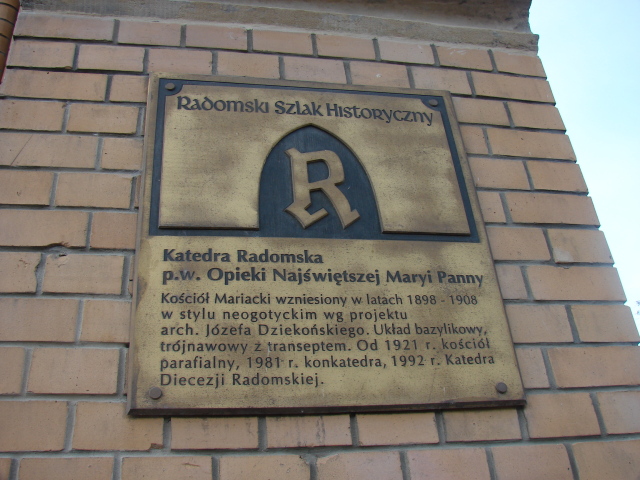 Radomski Szlak Historyczny
R
Katedra Radomska
p.w. Opieki Najświętszej Maryi Panny
Kościół Mariacki wzniesiony w latach 1898 - 1908
w stylu neogotyckim wg projektu
arch. Józefa Dziekońskiego. Układ bazylikowy,
trójnawowy z transeptem. Od 1921 r. kościół
parafialny, 1981 r. konkatedra, 1992 r. Katedra
Diecezji Radomskiej.